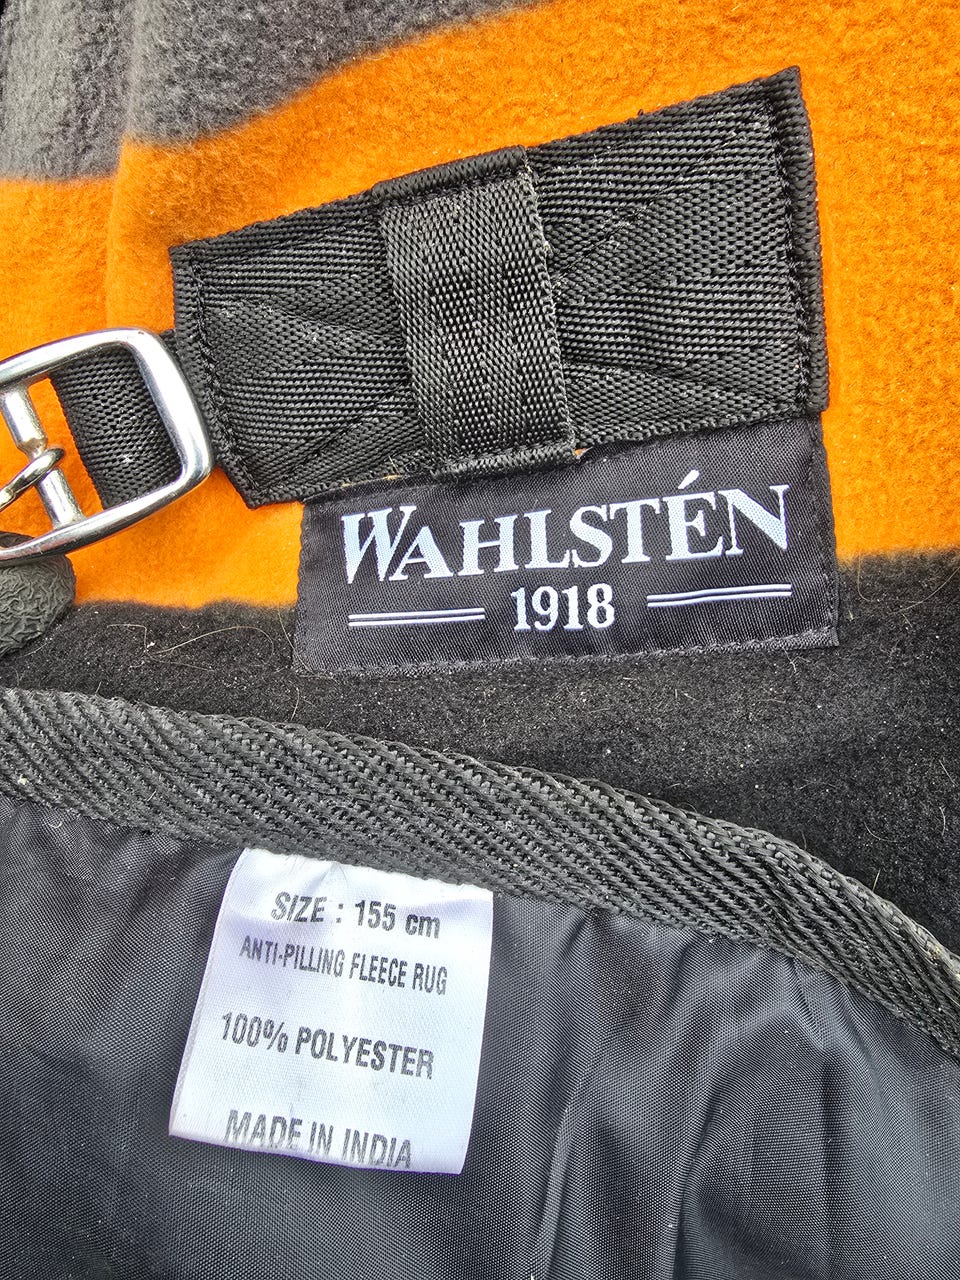 WAHLSTÉN
1918
SIZE : 155 cm
ANTI-PILLING FLEECE RUG
100% POLYESTER
MADE IN INDIA